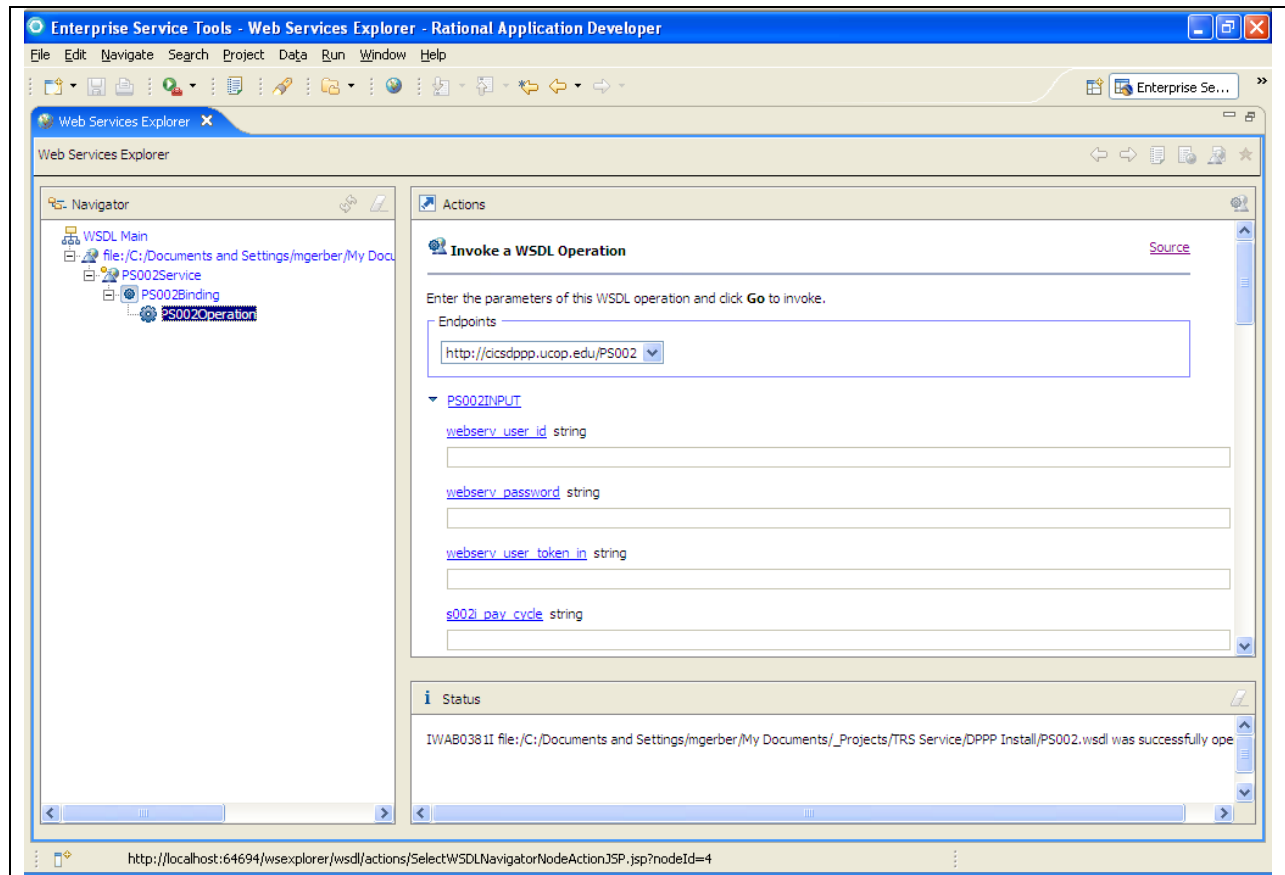 Enterprise Service Tools - Web Services Explorer - Rational Application Developer
File Edit Navigate Search Project Data Run Window Help
Enterprise Se... »
Web Services Explorer
Web Services Explorer
Navigator
WSDL Main
file:/C:/Documents and Settings/mgerber/My Docu
PS002Service
PS002Binding
PS002Operation
Actions
Invoke a WSDL Operation
Source
Enter the parameters of this WSDL operation and click Go to invoke.
Endpoints
http://cicsdppp.ucop.edu/PS002
PS002INPUT
webserv_user_id string
webserv_password string
webserv_user_token_in string
s002i_pay_cycle string
i Status
IWAB0381I file:/C:/Documents and Settings/mgerber/My Documents/_Projects/TRS Service/DPPP Install/PS002.wsdl was successfully ope
http://localhost:64694/wsexplorer/wsdl/actions/SelectWSDLNavigatorNodeActionJSP.jsp?nodeId=4